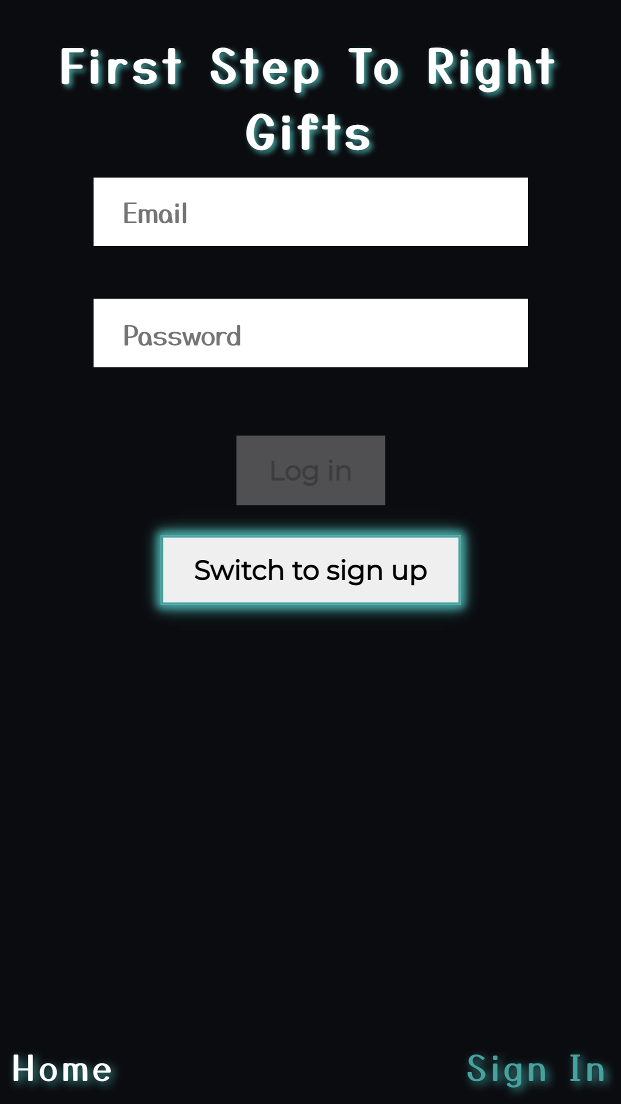 First Step To Right
Gifts
Email
Password
Log in
Switch to sign up
Home
Sign In